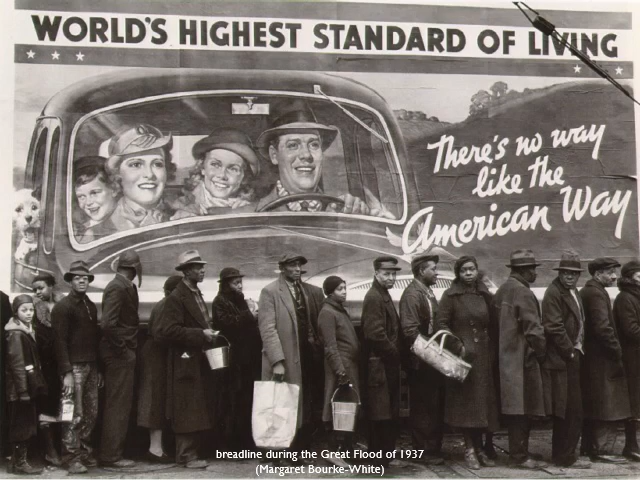 WORLD'S HIGHEST STANDARD OF LIVING
There's no way
like the
American Way
breadline during the Great Flood of 1937
(Margaret Bourke-White)